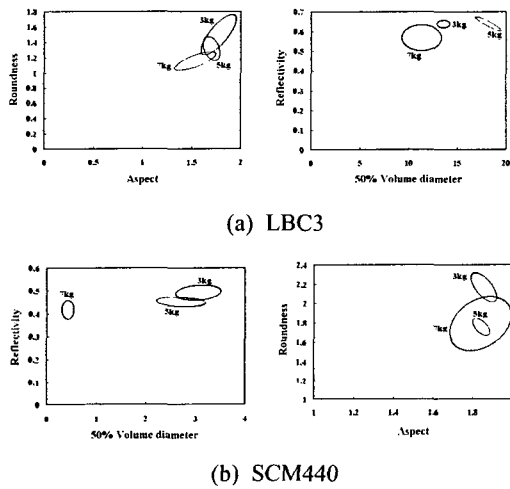 1.8
1.6
1.4
1.2
1
0.8
0.6
0.4
0.2
0
Roundness
3kg
7kg
5kg
0 0.5 1 1.5 2
Aspect
0.7
0.6
0.5
0.4
0.3
0.2
0.1
0
Reflectivity
3kg
5kg
7kg
0 5 10 15 20
50% Volume diameter
(a) LBC3
0.6
0.5
0.4
0.3
0.2
0.1
0
Reflectivity
7kg
3kg
5kg
0 1 2 3 4
50% Volume diameter
2.4
2.2
2
1.8
1.6
1.4
1.2
1
Roundness
3kg
7kg
5kg
1 1.2 1.4 1.6 1.8
Aspect
(b) SCM440